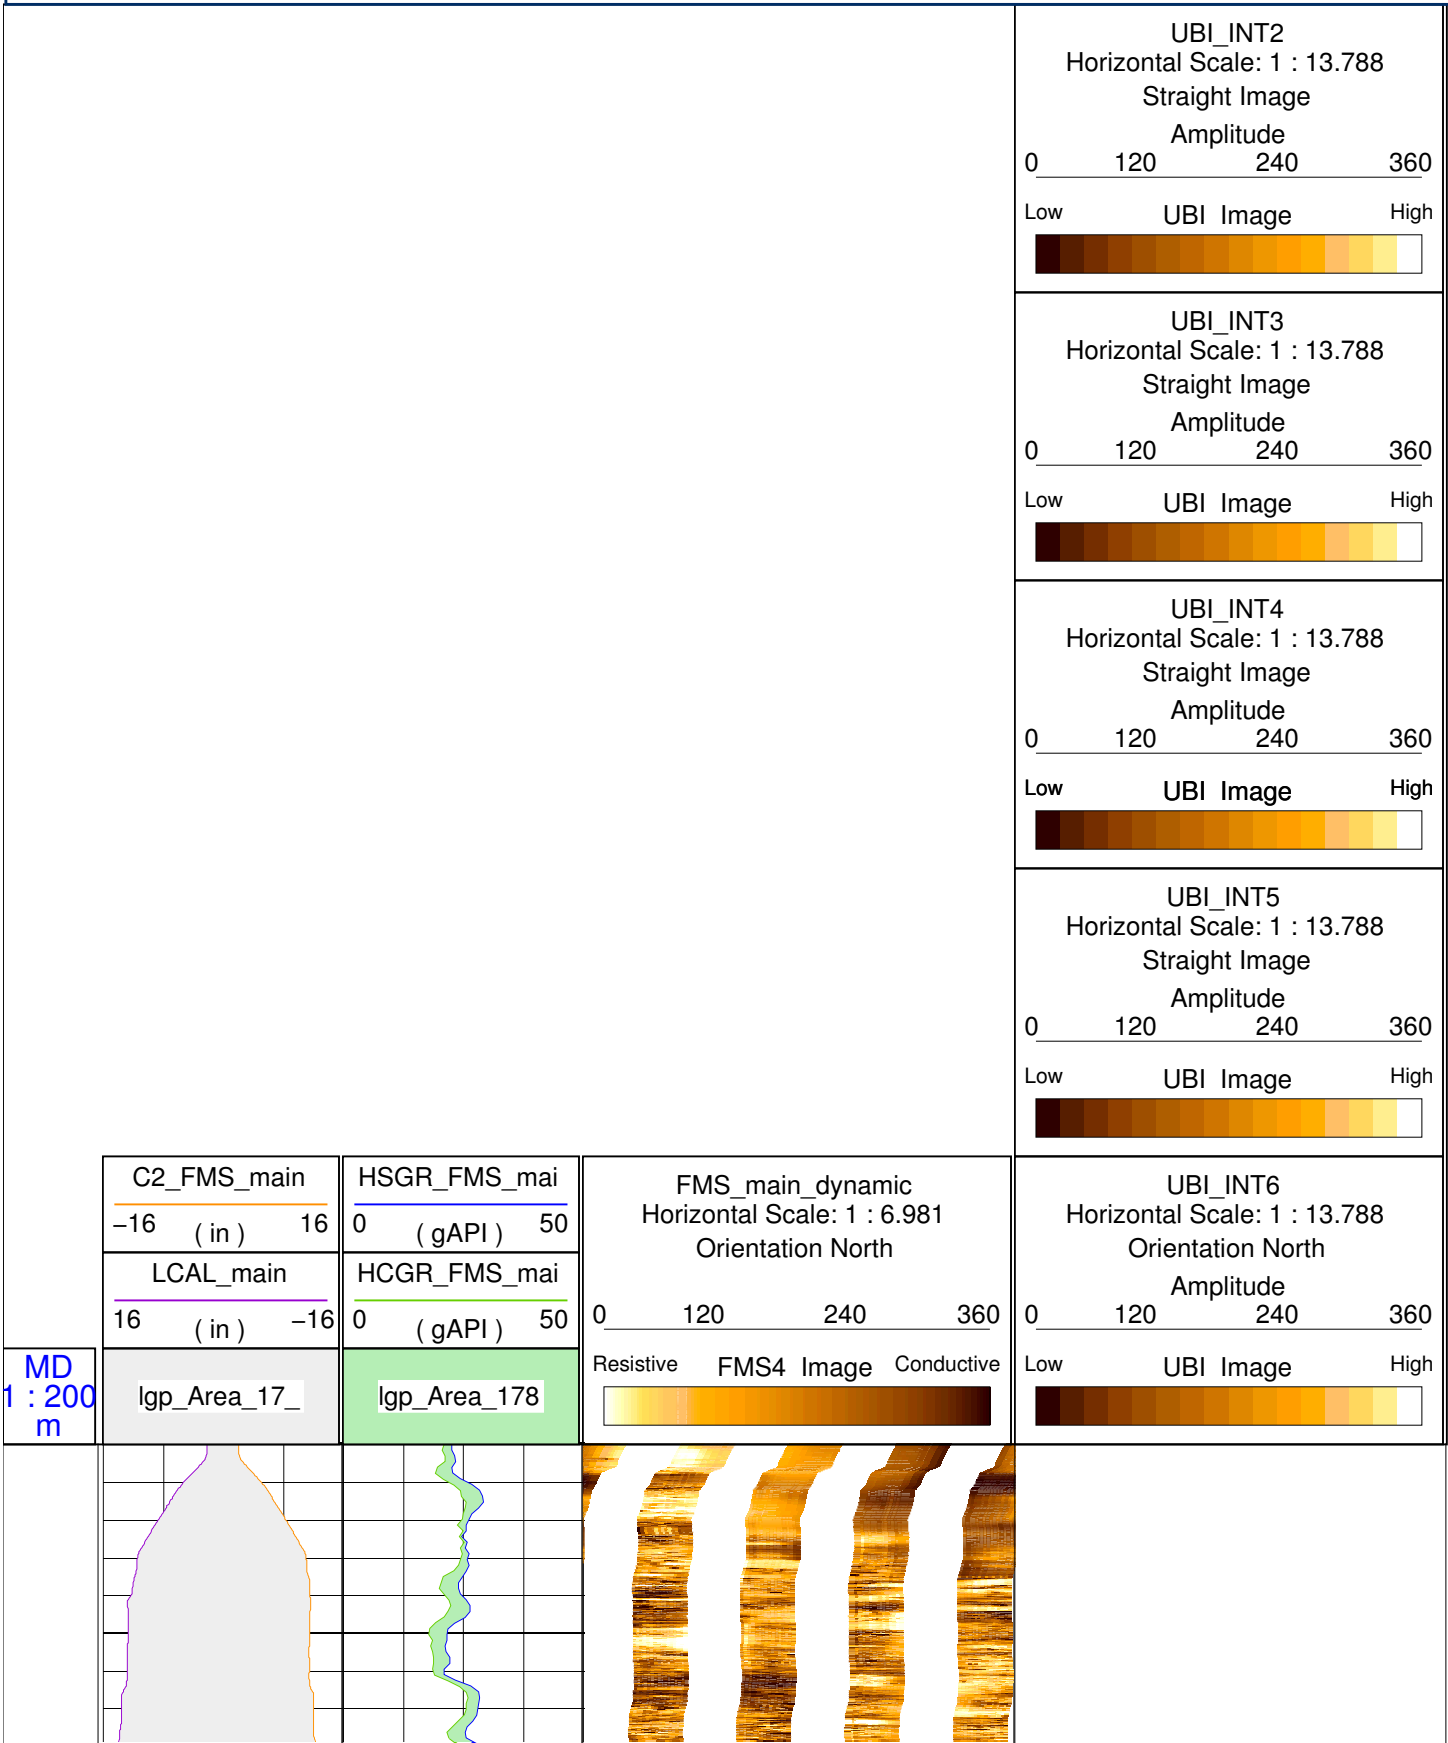 UBI_INT2
Horizontal Scale: 1 : 13.788
Straight Image
Amplitude
0 120 240 360
Low UBI Image High
UBI_INT3
Horizontal Scale: 1 : 13.788
Straight Image
Amplitude
0 120 240 360
Low UBI Image High
UBI_INT4
Horizontal Scale: 1 : 13.788
Straight Image
Amplitude
0 120 240 360
Low UBI Image High
UBI_INT5
Horizontal Scale: 1 : 13.788
Straight Image
Amplitude
0 120 240 360
Low UBI Image High
MD
1 : 200
m
C2_FMS_main
−16 ( in ) 16
LCAL_main
16 ( in ) −16
lgp_Area_17_
HSGR_FMS_mai
0 ( gAPI ) 50
HCGR_FMS_mai
0 ( gAPI ) 50
lgp_Area_178
FMS_main_dynamic
Horizontal Scale: 1 : 6.981
Orientation North
0 120 240 360
Resistive FMS4 Image Conductive
UBI_INT6
Horizontal Scale: 1 : 13.788
Orientation North
Amplitude
0 120 240 360
Low UBI Image High